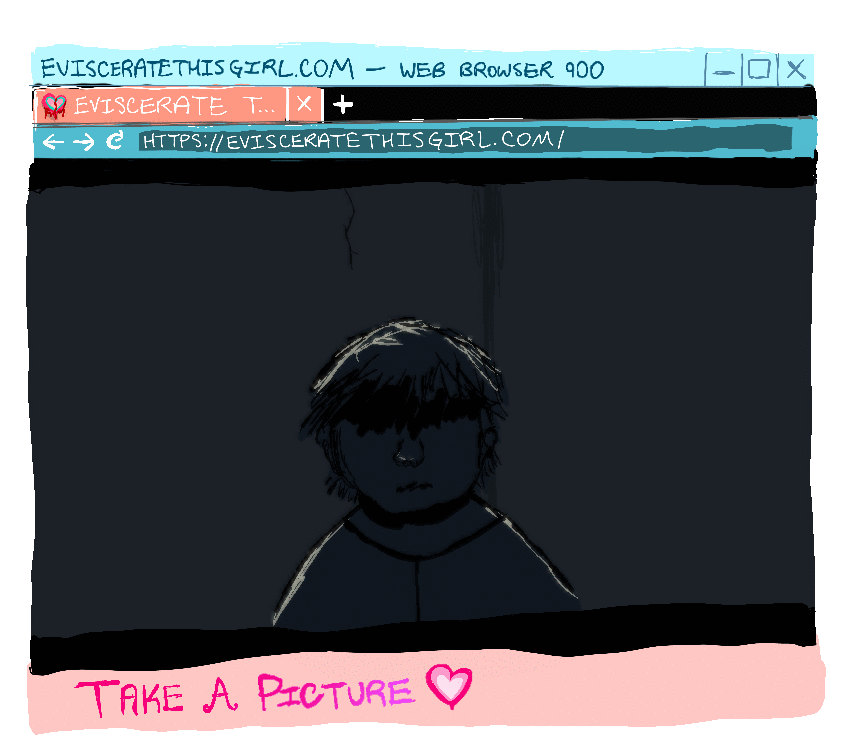 EVISCERATETHISGIRL.COM — WEB BROWSER 900
EVISCERATE T...
HTTPS://EVISCERATETHISGIRL.COM/
TAKE A PICTURE